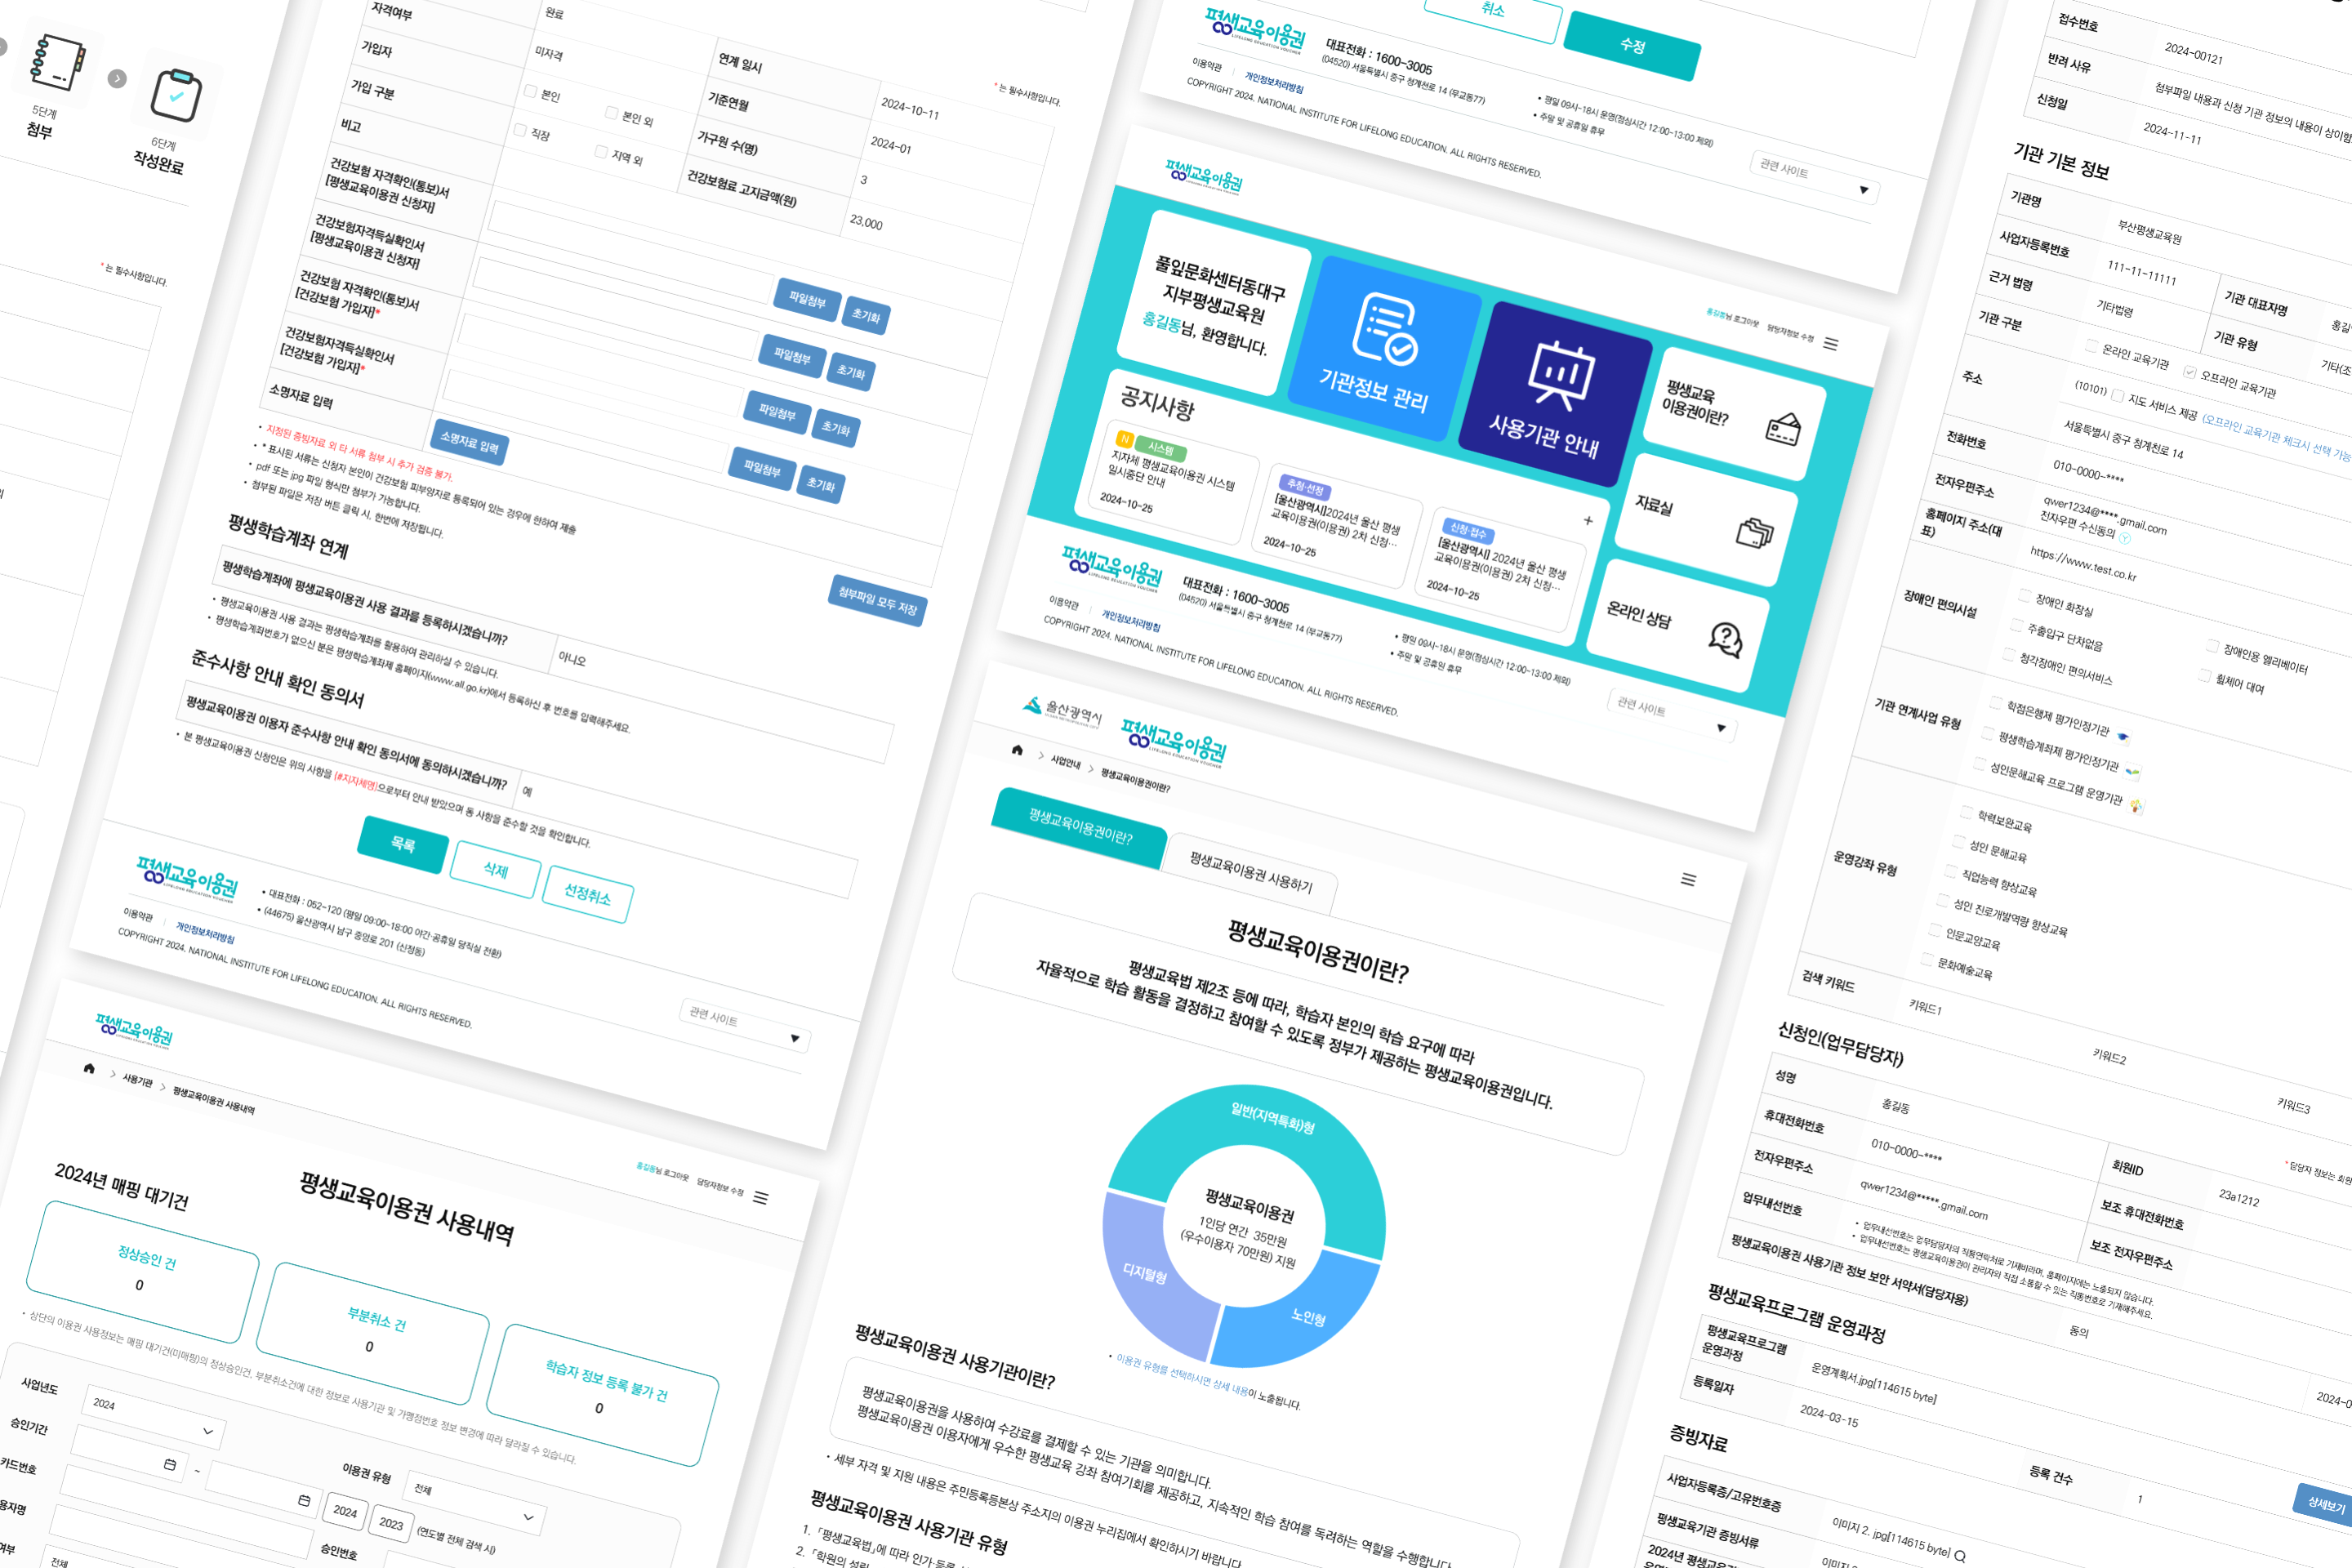 5단계
첨부
6단계
작성완료
* 는 필수사항입니다.
자격여부
완료
가입자
미자격
연계 일시
2024-10-11
* 는 필수사항입니다.
가입 구분
본인
본인 외
기준연월
2024-01
비고
직장
지역 외
가구원 수(명)
3
건강보험료 고지금액(원)
23,000
건강보험 자격확인(통보)서
[평생교육이용권 신청자]
파일첨부
초기화
건강보험자격득실확인서
[평생교육이용권 신청자]
파일첨부
초기화
건강보험 자격확인(통보)서
[건강보험 가입자]*
파일첨부
초기화
건강보험자격득실확인서
[건강보험 가입자]*
파일첨부
초기화
소명자료 입력
소명자료 입력
• 지정된 증빙자료 외 타 서류 첨부 시 추가 검증 불가.
• * 표시된 서류는 신청자 본인이 건강보험 피부양자로 등록되어 있는 경우에 한하여 제출
• pdf 또는 jpg 파일 형식만 첨부가 가능합니다.
• 첨부된 파일은 저장 버튼 클릭 시, 한번에 저장됩니다.
첨부파일 모두 저장
평생학습계좌 연계
평생학습계좌에 평생교육이용권 사용 결과를 등록하시겠습니까?
아니오
• 평생교육이용권 사용 결과는 평생학습계좌를 활용하여 관리하실 수 있습니다.
• 평생학습계좌번호가 없으신 분은 평생학습계좌제 홈페이지(www.all.go.kr)에서 등록하신 후 번호를 입력해주세요.
준수사항 안내 확인 동의서
평생교육이용권 이용자 준수사항 안내 확인 동의서에 동의하시겠습니까?
예
• 본 평생교육이용권 신청인은 위의 사항을 [#지자체명]으로부터 안내 받았으며 동 사항을 준수할 것을 확인합니다.
목록
삭제
선정취소
평생교육이용권
LIFELONG EDUCATION VOUCHER
• 대표전화 : 052-120 (평일 09:00~18:00 야간·공휴일 당직실 전환)
• (44675) 울산광역시 남구 중앙로 201 (신정동)
이용약관
개인정보처리방침
COPYRIGHT 2024. NATIONAL INSTITUTE FOR LIFELONG EDUCATION. ALL RIGHTS RESERVED.
관련 사이트
평생교육이용권
사용기관
평생교육이용권 사용내역
홍길동님 로그아웃
담당자정보 수정
평생교육이용권 사용내역
2024년 매핑 대기건
정상승인 건
0
부분취소 건
0
학습자 정보 등록 불가 건
0
• 상단의 이용권 사용정보는 매핑 대기건(미매핑)의 정상승인건, 부분취소건에 대한 정보로 사용기관 및 가맹점번호 정보 변경에 따라 달라질 수 있습니다.
사업년도
2024
승인기간
~
2024
2023
(연도별 전체 검색 시)
이용권 유형
전체
카드번호
승인번호
전체
취소
수정
평생교육이용권
LIFELONG EDUCATION VOUCHER
대표전화 : 1600-3005
(04520) 서울특별시 중구 청계천로 14 (무교동77)
• 평일 09시~18시 운영(점심시간 12:00~13:00 제외)
• 주말 및 공휴일 휴무
이용약관
개인정보처리방침
COPYRIGHT 2024. NATIONAL INSTITUTE FOR LIFELONG EDUCATION. ALL RIGHTS RESERVED.
관련 사이트
평생교육이용권
홍길동님 로그아웃
담당자정보 수정
풀잎문화센터동대구
지부평생교육원
홍길동님, 환영합니다.
기관정보 관리
사용기관 안내
평생교육
이용권이란?
자료실
온라인 상담
공지사항
N 시스템
지자체 평생교육이용권 시스템
일시중단 안내
2024-10-25
추첨·선정
[울산광역시]2024년 울산 평생
교육이용권(이용권) 2차 신청…
2024-10-25
신청·접수
[울산광역시] 2024년 울산 평생
교육이용권(이용권) 2차 신청…
2024-10-25
평생교육이용권
LIFELONG EDUCATION VOUCHER
대표전화 : 1600-3005
(04520) 서울특별시 중구 청계천로 14 (무교동77)
• 평일 09시~18시 운영(점심시간 12:00~13:00 제외)
• 주말 및 공휴일 휴무
이용약관
개인정보처리방침
COPYRIGHT 2024. NATIONAL INSTITUTE FOR LIFELONG EDUCATION. ALL RIGHTS RESERVED.
관련 사이트
울산광역시
평생교육이용권
LIFELONG EDUCATION VOUCHER
사업안내
평생교육이용권이란?
평생교육이용권이란?
평생교육이용권 사용하기
평생교육이용권이란?
평생교육법 제2조 등에 따라, 학습자 본인의 학습 요구에 따라
자율적으로 학습 활동을 결정하고 참여할 수 있도록 정부가 제공하는 평생교육이용권입니다.
일반(지역특화)형
디지털형
노인형
평생교육이용권
1인당 연간 35만원
(우수이용자 70만원) 지원
• 이용권 유형를 선택하시면 상세 내용이 노출됩니다.
평생교육이용권 사용기관이란?
평생교육이용권을 사용하여 수강료를 결제할 수 있는 기관을 의미합니다.
평생교육이용권 이용자에게 우수한 평생교육 강좌 참여기회를 제공하고, 지속적인 학습 참여를 독려하는 역할을 수행합니다.
• 세부 자격 및 지원 내용은 주민등록등본상 주소지의 이용권 누리집에서 확인하시기 바랍니다.
평생교육이용권 사용기관 유형
1. 「평생교육법」에 따라 인가·등록
2. 「학원의 설립
접수번호
2024-00121
반려 사유
첨부파일 내용과 신청 기관 정보의 내용이 상이함
신청일
2024-11-11
기관 기본 정보
기관명
부산평생교육원
사업자등록번호
111-11-11111
기관 대표자명
홍길
근거 법령
기타법령
기관 유형
기타(조
기관 구분
온라인 교육기관
오프라인 교육기관
주소
(10101)
지도 서비스 제공 (오프라인 교육기관 체크시 선택 가능
서울특별시 중구 청계천로 14
전화번호
010-0000-****
전자우편주소
qwer1234@****.gmail.com
전자우편 수신동의 Y
홈페이지 주소(대
표)
https://www.test.co.kr
장애인 편의시설
장애인 화장실
장애인용 엘리베이터
주출입구 단차없음
휠체어 대여
청각장애인 편의서비스
기관 연계사업 유형
학점은행제 평가인정기관
평생학습계좌제 평가인정기관
성인문해교육 프로그램 운영기관
운영강좌 유형
학력보완교육
성인 문해교육
직업능력 향상교육
성인 진로개발역량 향상교육
인문교양교육
문화예술교육
검색 키워드
키워드1
키워드2
키워드3
신청인(업무담당자)
* 담당자 정보는 회원
성명
홍길동
회원ID
23a1212
휴대전화번호
010-0000-****
보조 휴대전화번호
전자우편주소
qwer1234@*****.gmail.com
보조 전자우편주소
업무내선번호
• 업무내선번호는 업무담당자의 직통연락처로 기재바라며, 홈페이지에는 노출되지 않습니다.
• 업무내선번호는 평생교육이용권이 관리자와 직접 소통할 수 있는 직통번호로 기재해주세요.
평생교육이용권 사용기관 정보 보안 서약서(담당자용)
동의
평생교육프로그램 운영과정
평생교육프로그램
운영과정
운영계획서.jpg[114615 byte]
등록일자
2024-03-15
등록 건수
1
상세보기
증빙자료
사업자등록증/고유번호증
이미지 2. jpg[114615 byte]
평생교육기관 증빙서류